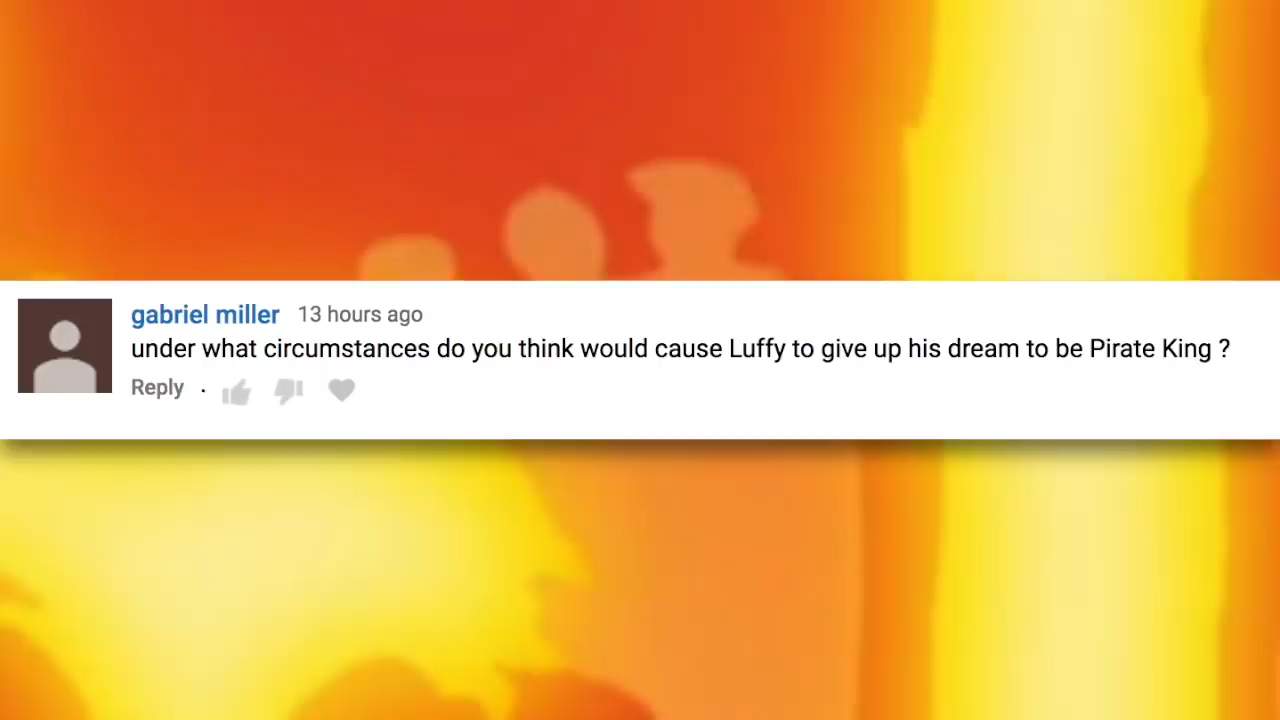 gabriel miller 13 hours ago
under what circumstances do you think would cause Luffy to give up his dream to be Pirate King ?
Reply .